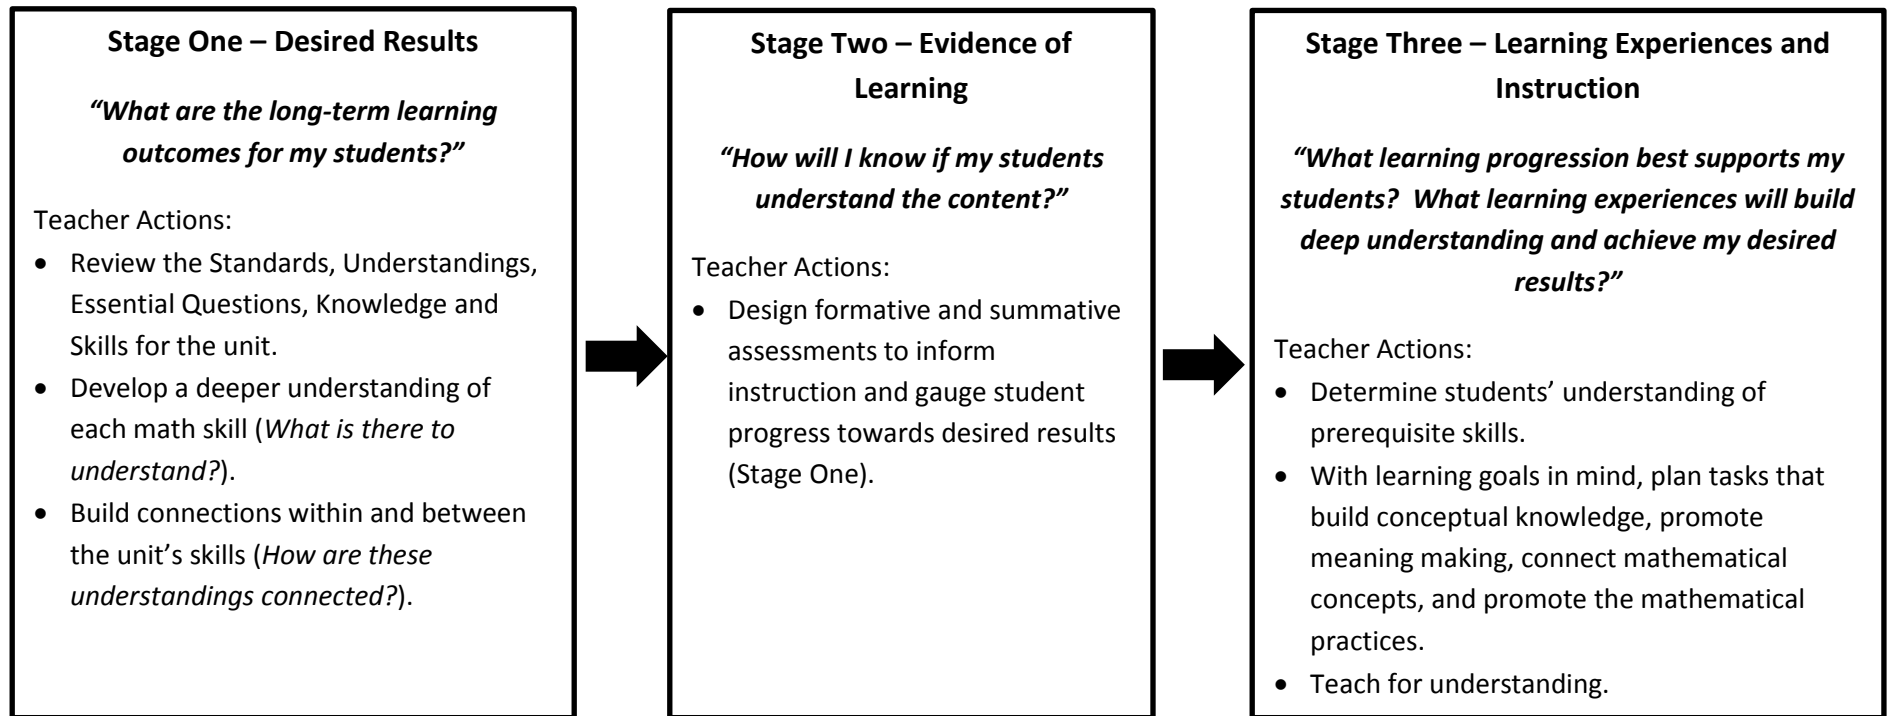 Stage One – Desired Results
“What are the long-term learning
outcomes for my students?”
Teacher Actions:
• Review the Standards, Understandings,
Essential Questions, Knowledge and
Skills for the unit.
• Develop a deeper understanding of
each math skill (What is there to
understand?).
• Build connections within and between
the unit’s skills (How are these
understandings connected?).
Stage Two – Evidence of
Learning
“How will I know if my students
understand the content?”
Teacher Actions:
• Design formative and summative
assessments to inform
instruction and gauge student
progress towards desired results
(Stage One).
Stage Three – Learning Experiences and
Instruction
“What learning progression best supports my
students?  What learning experiences will build
deep understanding and achieve my desired
results?”
Teacher Actions:
• Determine students’ understanding of
prerequisite skills.
• With learning goals in mind, plan tasks that
build conceptual knowledge, promote
meaning making, connect mathematical
concepts, and promote the mathematical
practices.
• Teach for understanding.